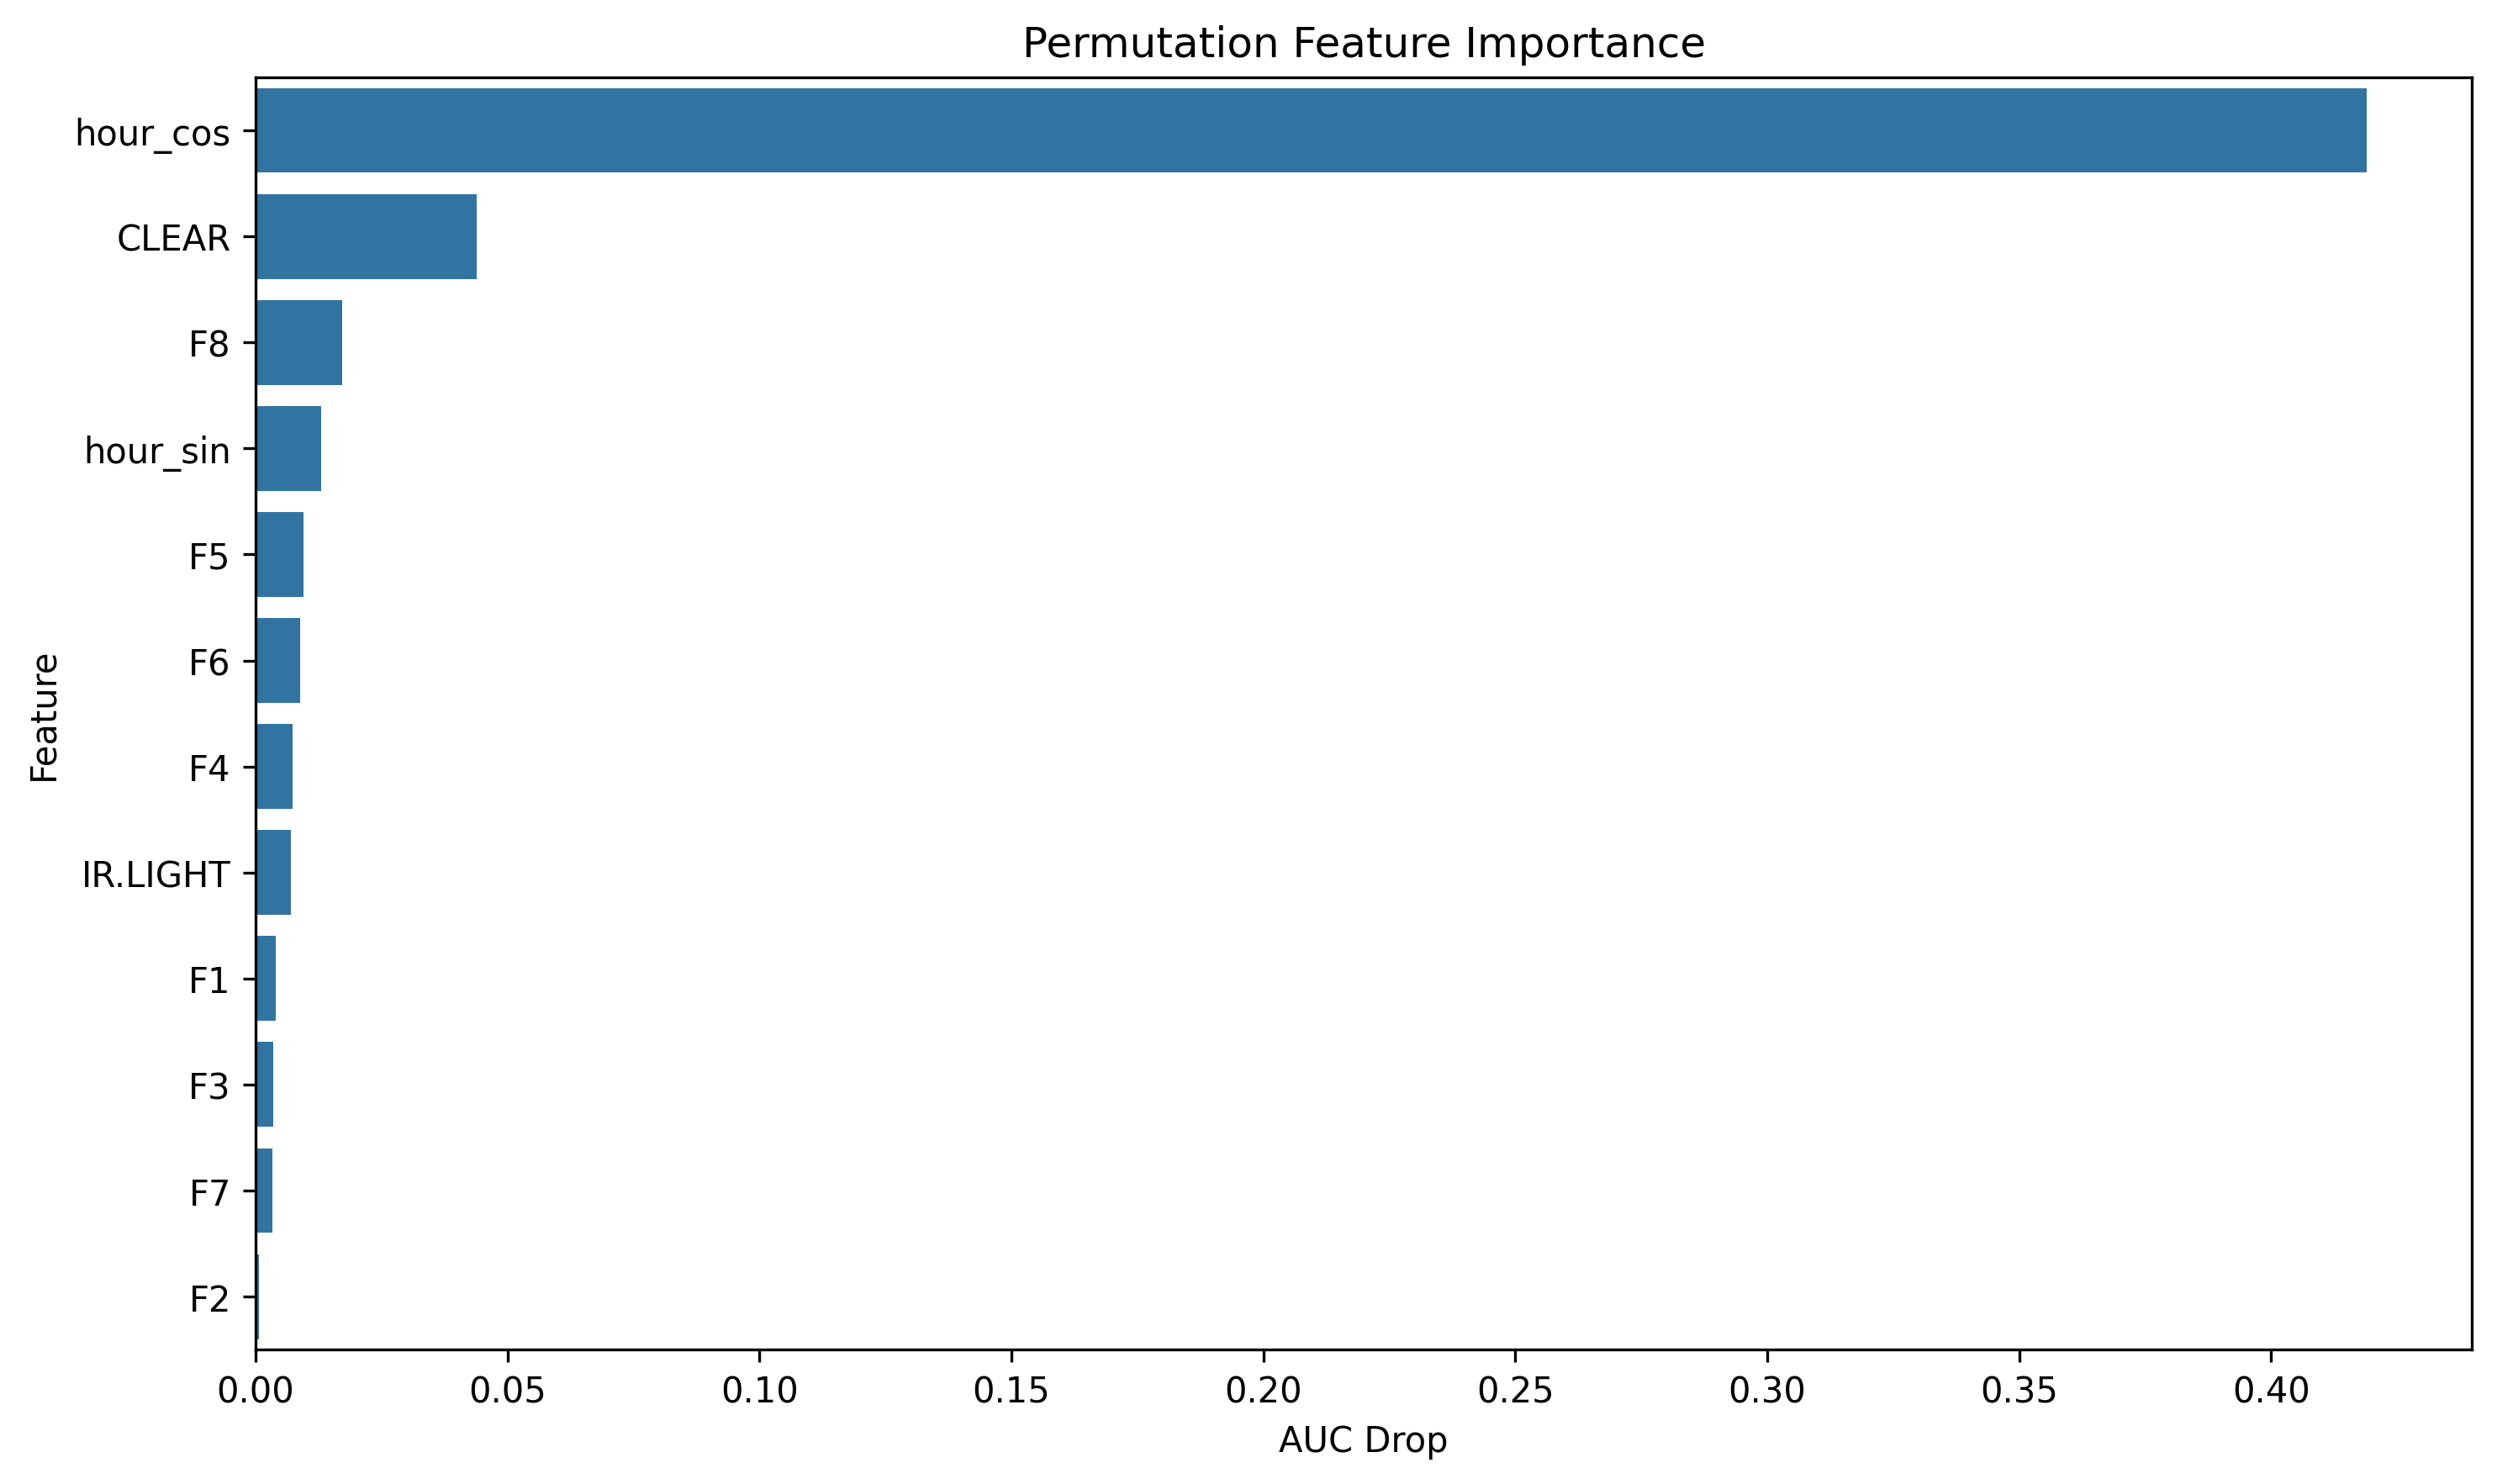 Permutation Feature Importance
hour_cos
CLEAR
F8
hour_sin
F5
F6
F4
IR.LIGHT
F1
F3
F7
F2
Feature
0.00 0.05 0.10 0.15 0.20 0.25 0.30 0.35 0.40
AUC Drop